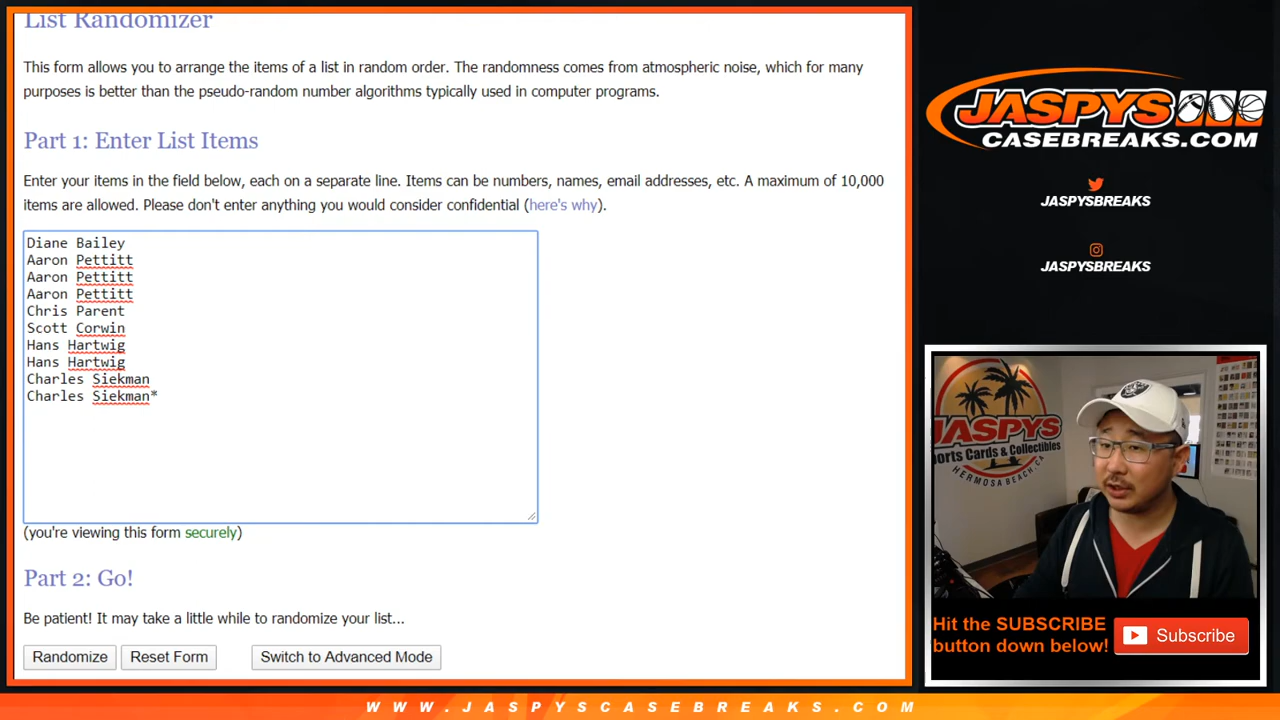 List Randomizer
This form allows you to arrange the items of a list in random order. The randomness comes from atmospheric noise, which for many
purposes is better than the pseudo-random number algorithms typically used in computer programs.
Part 1: Enter List Items
Enter your items in the field below, each on a separate line. Items can be numbers, names, email addresses, etc. A maximum of 10,000
items are allowed. Please don't enter anything you would consider confidential (here's why).
Diane Bailey
Aaron Pettitt
Aaron Pettitt
Aaron Pettitt
Chris Parent
Scott Corwin
Hans Hartwig
Hans Hartwig
Charles Siekman
Charles Siekman*
(you're viewing this form securely)
Part 2: Go!
Be patient! It may take a little while to randomize your list...
Randomize
Reset Form
Switch to Advanced Mode
JASPYS
CASEBREAKS.COM
JASPYSBREAKS
JASPYSBREAKS
JASPYS
Sports Cards & Collectibles
HERMOSA BEACH, CA
Hit the SUBSCRIBE
button down below!
Subscribe
WWW.JASPYSCASEBREAKS.COM